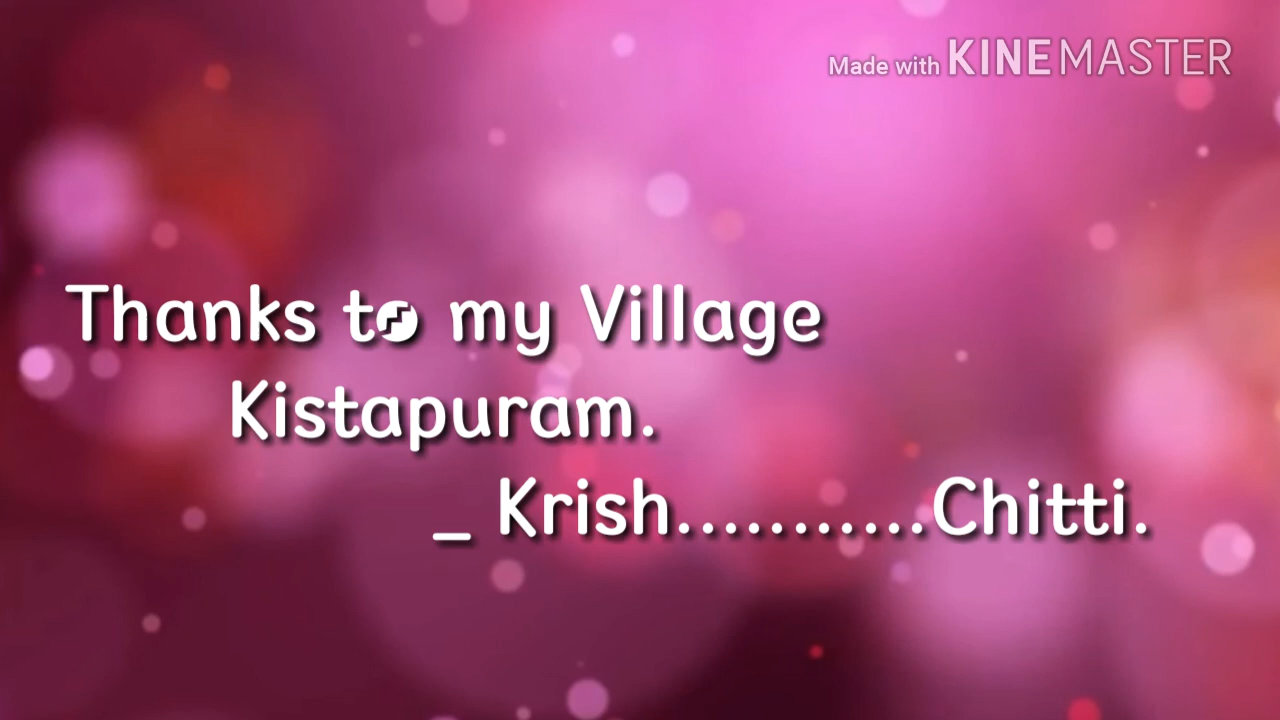 Made with KINEMASTER
Thanks to my Village
Kistapuram.
_ Krish...........Chitti.